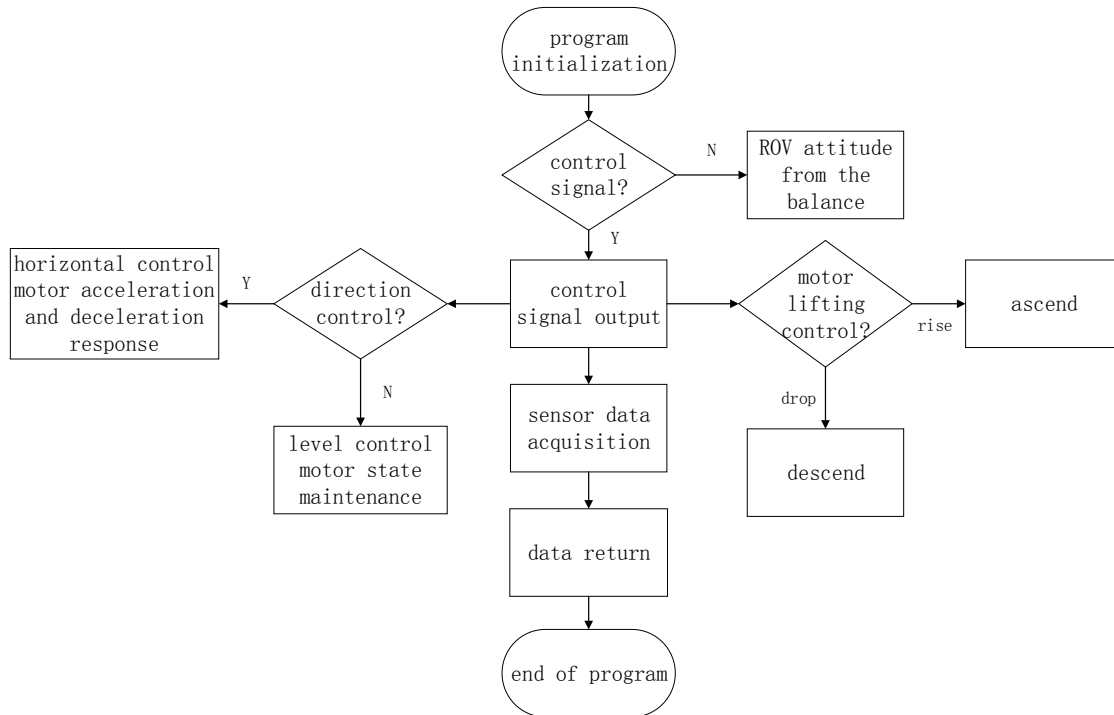 program
initialization
control
signal?
N
ROV attitude
from the
balance
Y
horizontal control
motor acceleration
and deceleration
response
Y
direction
control?
control
signal output
motor
lifting
control?
rise
ascend
N
level control
motor state
maintenance
sensor data
acquisition
drop
descend
data return
end of program